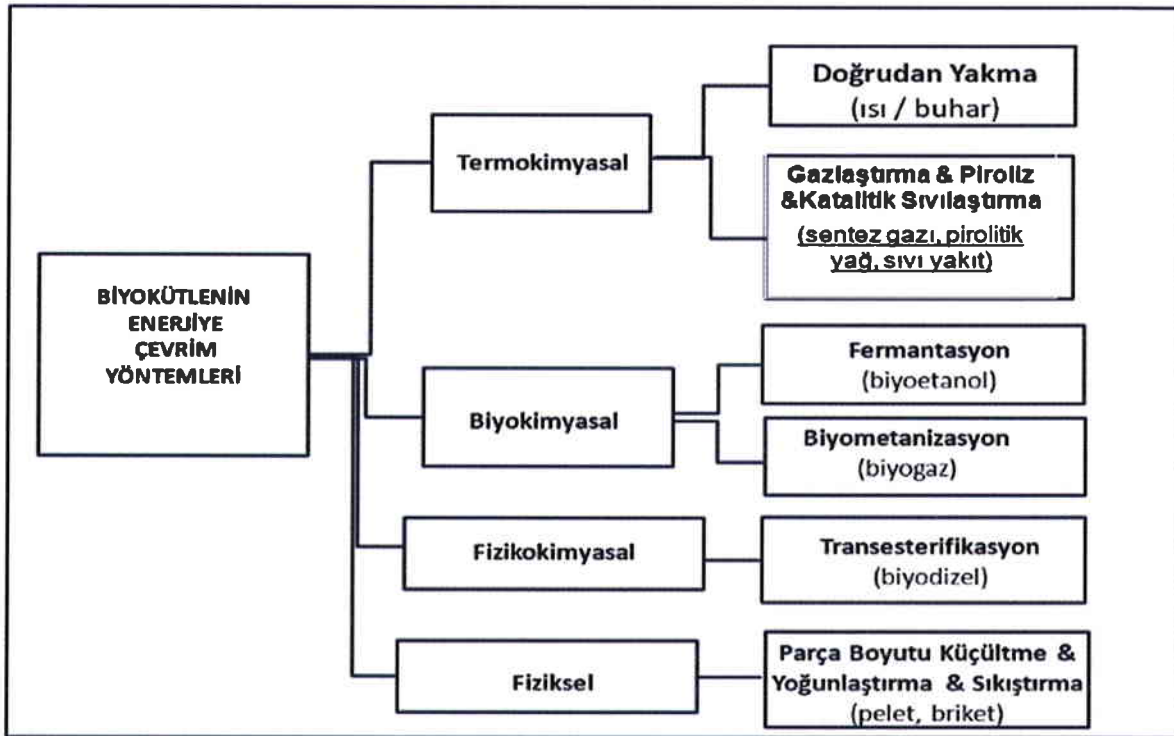 BİYOKÜTLENİN
ENERJİYE
ÇEVRİM
YÖNTEMLERİ
Termokimyasal
Doğrudan Yakma
(ısı / buhar)
Gazlaştırma & Piroliz
&Katalitik Sıvılaştırma
(sentez gazı, pirolitik
yağ, sıvı yakıt)
Biyokimyasal
Fermantasyon
(biyoetanol)
Biyometanizasyon
(biyogaz)
Fizikokimyasal
Transesterifikasyon
(biyodizel)
Fiziksel
Parça Boyutu Küçültme &
Yoğunlaştırma & Sıkıştırma
(pelet, briket)